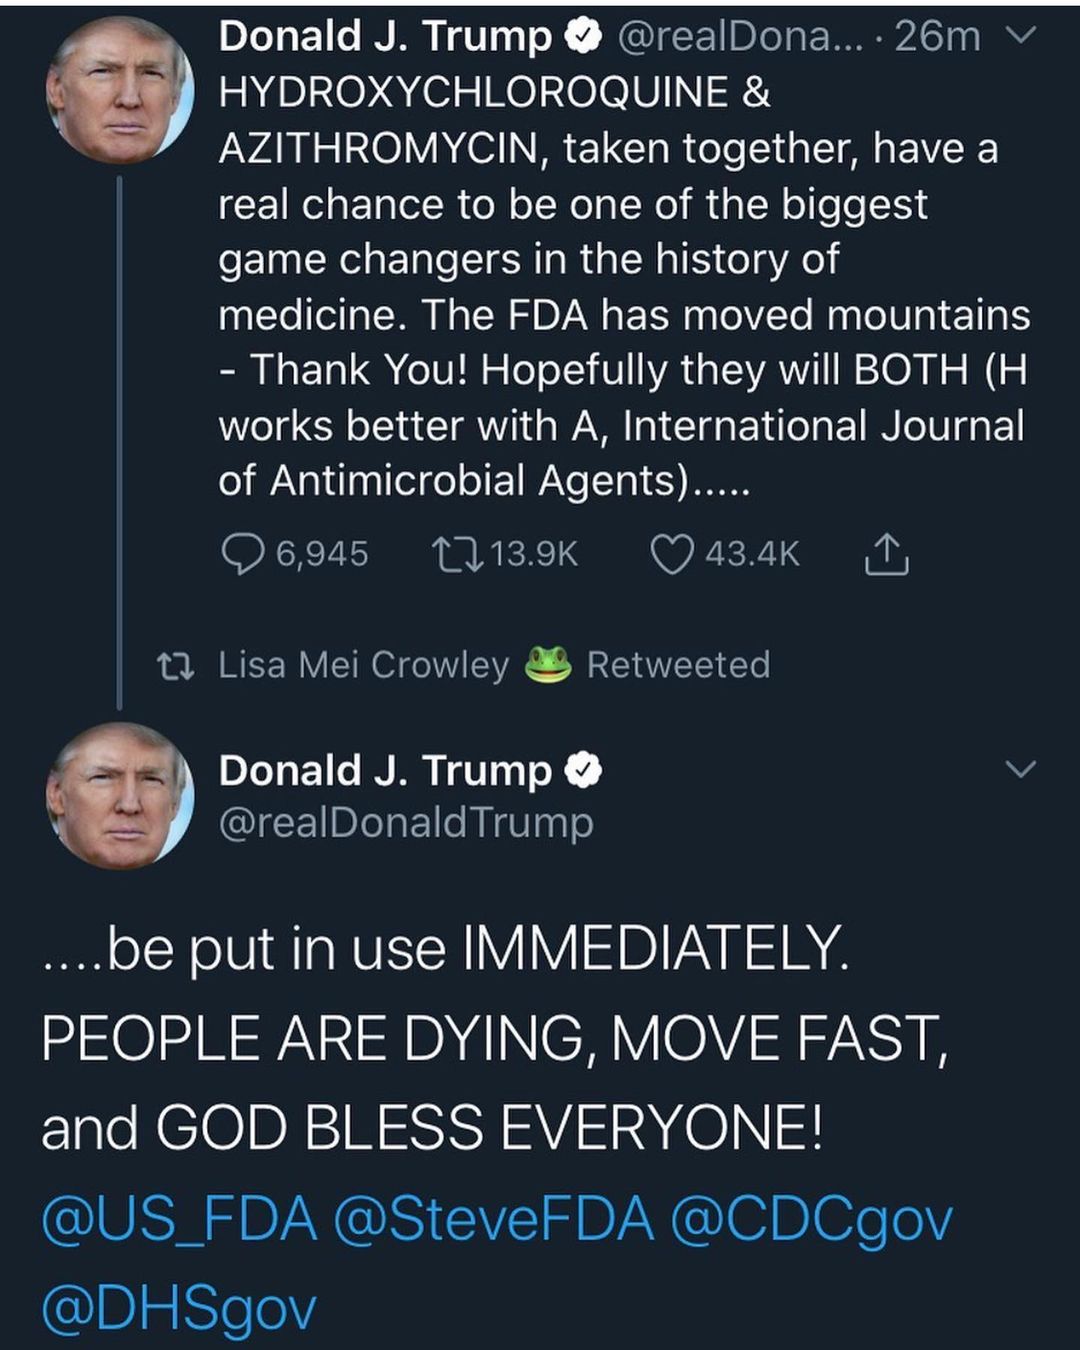 Donald J. Trump @realDona... · 26m
HYDROXYCHLOROQUINE &
AZITHROMYCIN, taken together, have a
real chance to be one of the biggest
game changers in the history of
medicine. The FDA has moved mountains
- Thank You! Hopefully they will BOTH (H
works better with A, International Journal
of Antimicrobial Agents).....
6,945 13.9K 43.4K
Lisa Mei Crowley 🐸 Retweeted
Donald J. Trump
@realDonaldTrump
....be put in use IMMEDIATELY.
PEOPLE ARE DYING, MOVE FAST,
and GOD BLESS EVERYONE!
@US_FDA @SteveFDA @CDCgov
@DHSgov